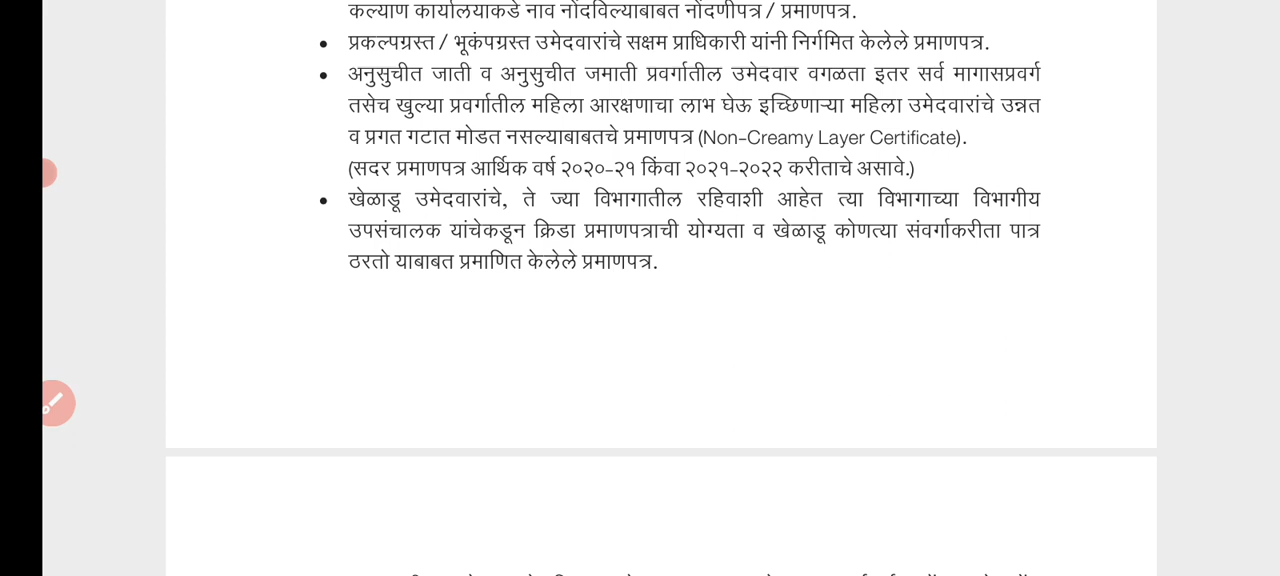 कल्याण कार्यालयाकडे नाव नोंदविल्याबाबत नोंदणीपत्र / प्रमाणपत्र.
• प्रकल्पग्रस्त / भूकंपग्रस्त उमेदवारांचे सक्षम प्राधिकारी यांनी निर्गमित केलेले प्रमाणपत्र.
• अनुसुचीत जाती व अनुसुचीत जमाती प्रवर्गातील उमेदवार वगळता इतर सर्व मागासप्रवर्ग
तसेच खुल्या प्रवर्गातील महिला आरक्षणाचा लाभ घेऊ इच्छिणाऱ्या महिला उमेदवारांचे उन्नत
व प्रगत गटात मोडत नसल्याबाबतचे प्रमाणपत्र (Non-Creamy Layer Certificate).
(सदर प्रमाणपत्र आर्थिक वर्ष २०२०-२१ किंवा २०२१-२०२२ करीताचे असावे.)
• खेळाडू उमेदवारांचे, ते ज्या विभागातील रहिवाशी आहेत त्या विभागाच्या विभागीय
उपसंचालक यांचेकडून क्रिडा प्रमाणपत्राची योग्यता व खेळाडू कोणत्या संवर्गाकरीता पात्र
ठरतो याबाबत प्रमाणित केलेले प्रमाणपत्र.